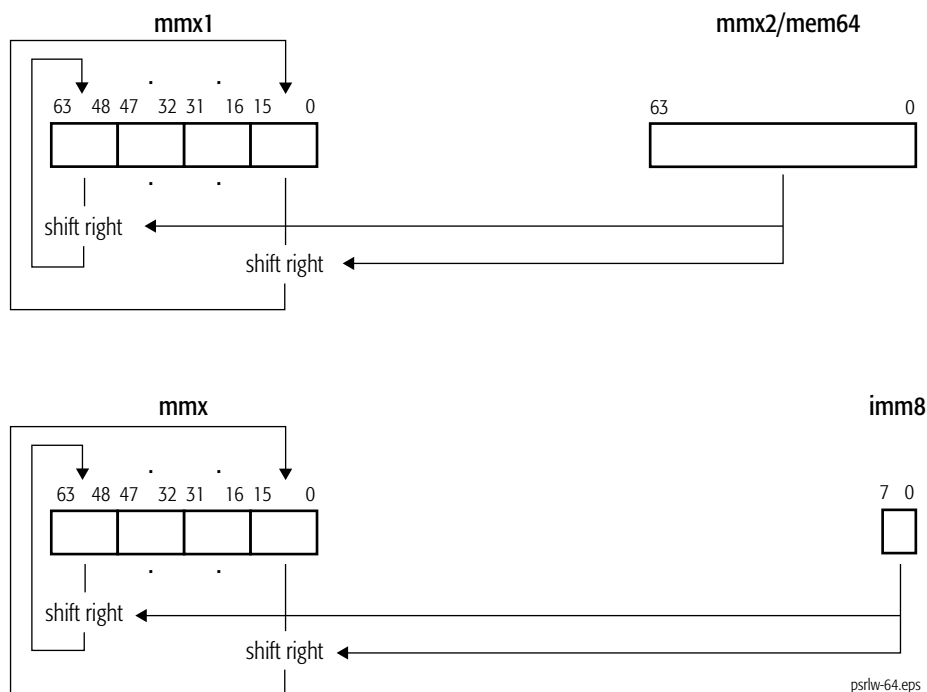 mmx1 mmx2/mem64
. .
63 48 47 32 31 16 15 0 63 0
. .
shift right
shift right
mmx imm8
. .
63 48 47 32 31 16 15 0 7 0
. .
shift right
shift right
psrlw-64.eps